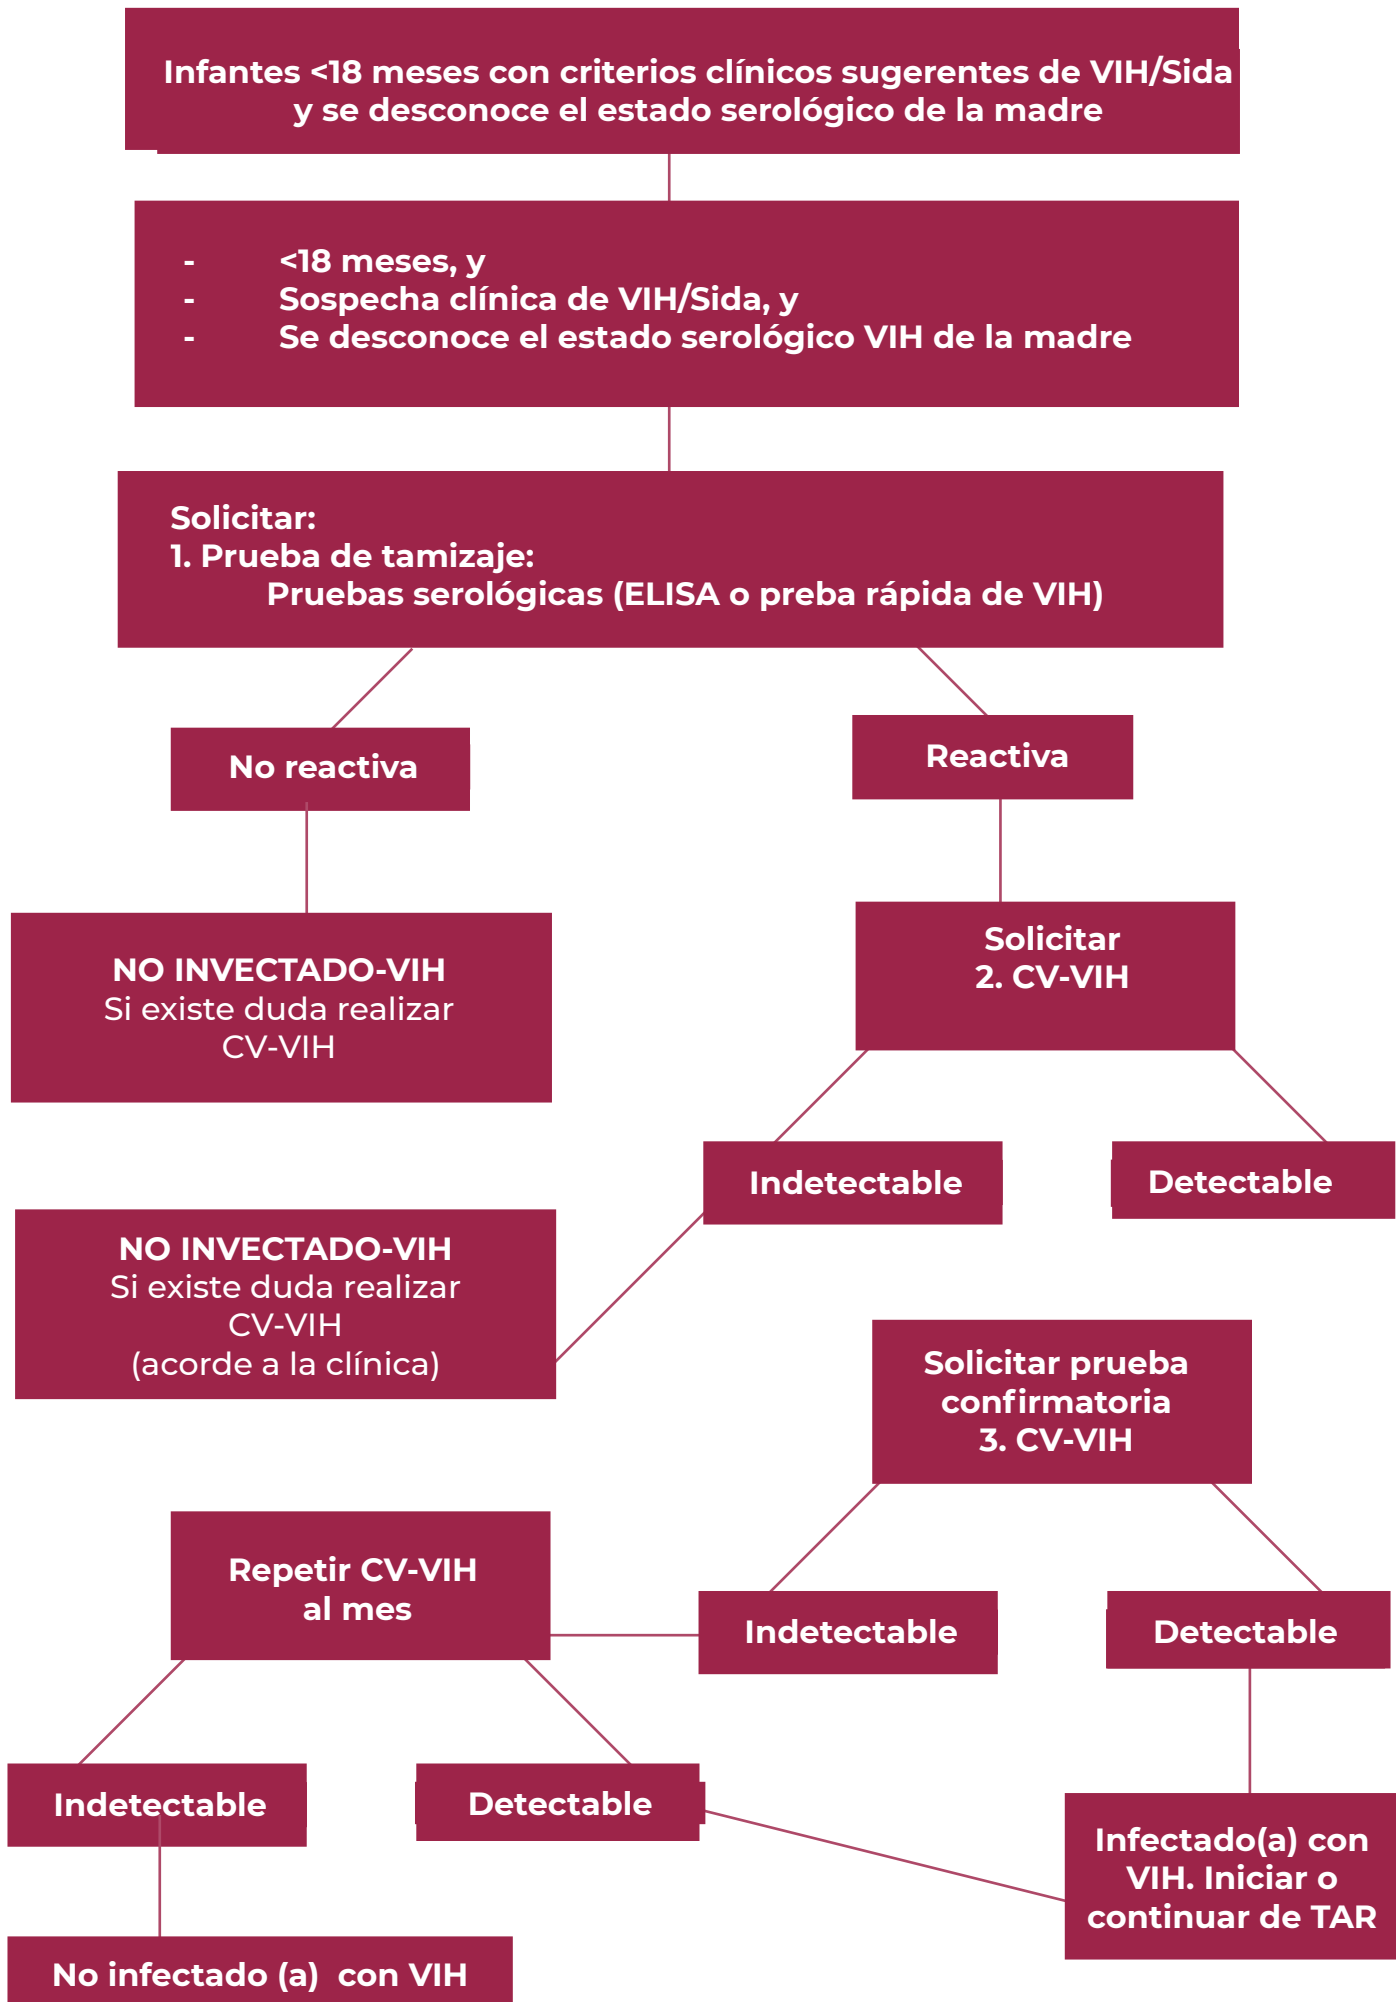 Infantes <18 meses con criterios clínicos sugerentes de VIH/Sida
y se desconoce el estado serológico de la madre
- <18 meses, y
- Sospecha clínica de VIH/Sida, y
- Se desconoce el estado serológico VIH de la madre
Solicitar:
1. Prueba de tamizaje:
Pruebas serológicas (ELISA o preba rápida de VIH)
No reactiva
Reactiva
NO INVECTADO-VIH
Si existe duda realizar
CV-VIH
Solicitar
2. CV-VIH
Indetectable
Detectable
NO INVECTADO-VIH
Si existe duda realizar
CV-VIH
(acorde a la clínica)
Solicitar prueba
confirmatoria
3. CV-VIH
Repetir CV-VIH
al mes
Indetectable
Detectable
Indetectable
Detectable
Infectado(a) con
VIH. Iniciar o
continuar de TAR
No infectado (a) con VIH